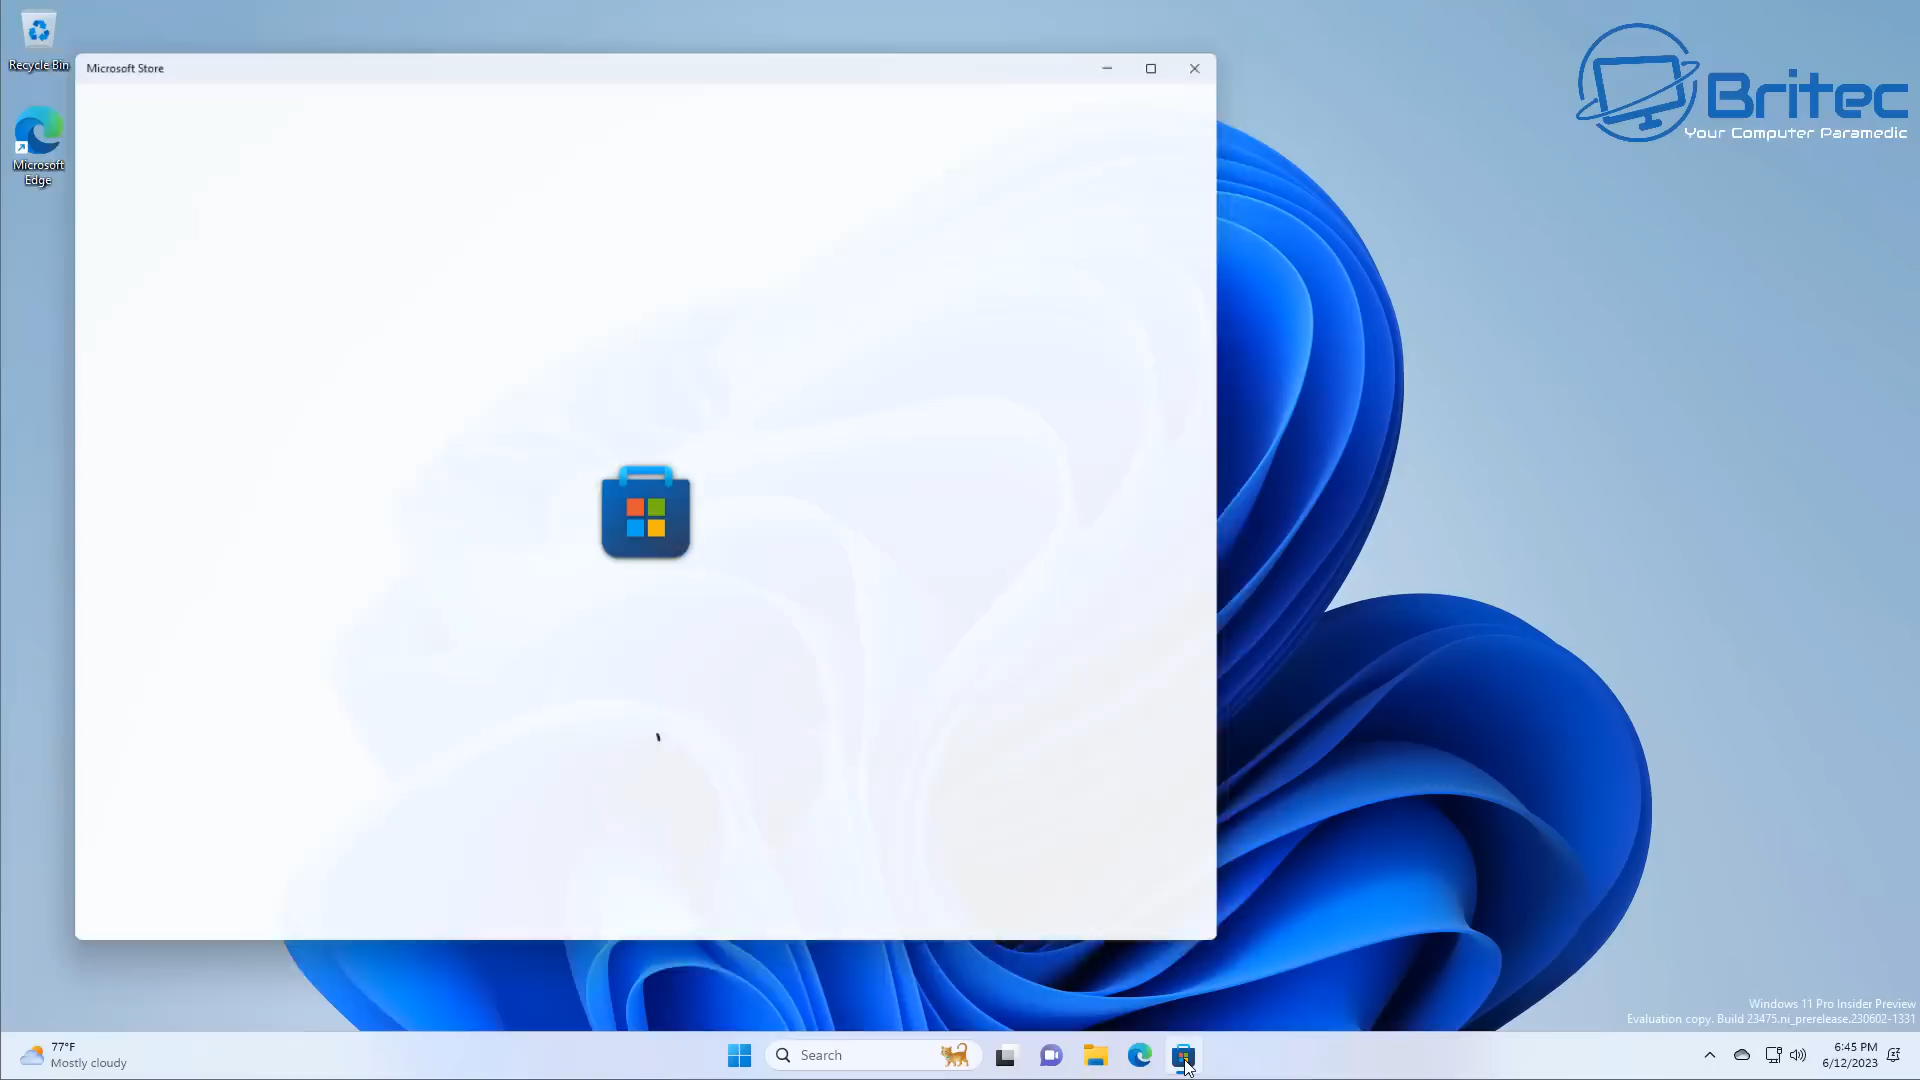 Recycle Bin
Microsoft
Edge
Microsoft Store
Britec
Your Computer Paramedic
Windows 11 Pro Insider Preview
Evaluation copy. Build 23475.ni_prerelease.230602-1331
77°F
Mostly cloudy
Search
6:45 PM
6/12/2023